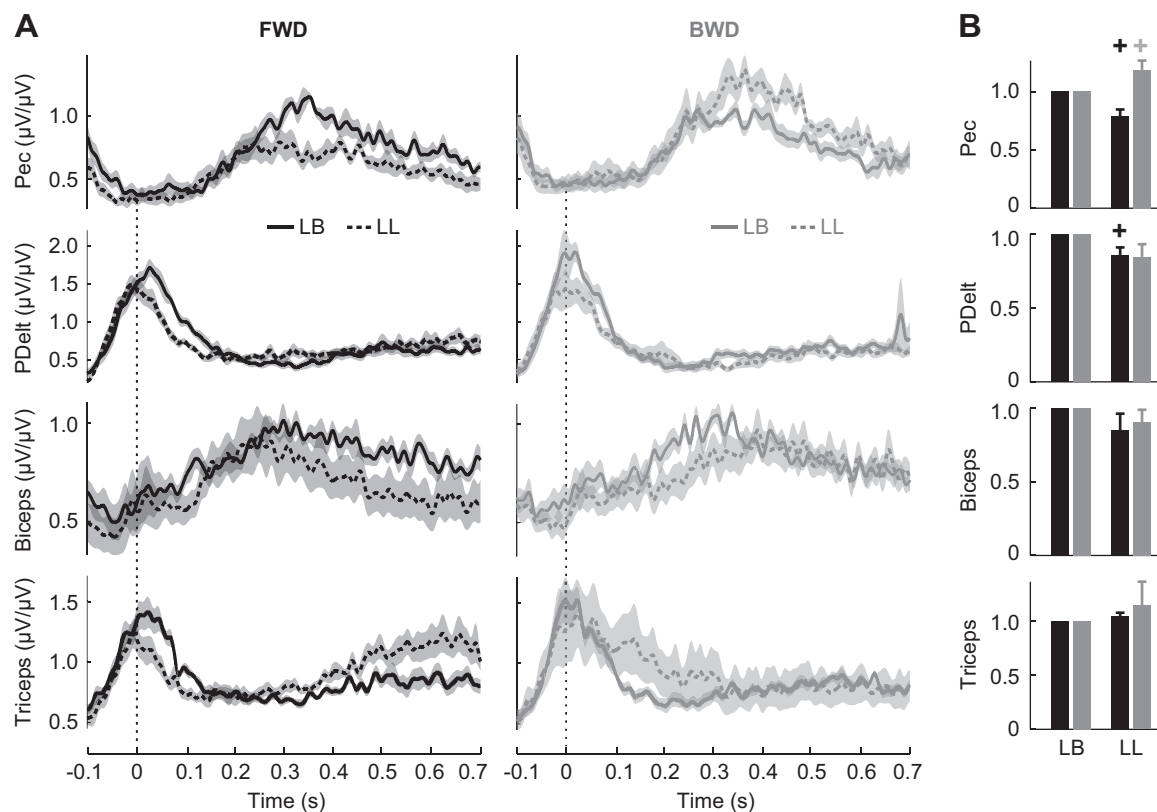 A
FWD
BWD
B
Pec (µV/µV)
1.0
0.5
+ +
Pec
1.0
0
LB LL
LB LL
PDelt (µV/µV)
2.0
1.5
1.0
0.5
PDelt
1.0
0.5
0
+
Biceps (µV/µV)
1.0
0.5
Biceps
1.0
0.5
0
Triceps (µV/µV)
1.5
1.0
0.5
Triceps
1.0
0.5
0
LB LL
-0.1 0 0.1 0.2 0.3 0.4 0.5 0.6 0.7
-0.1 0 0.1 0.2 0.3 0.4 0.5 0.6 0.7
Time (s)
Time (s)